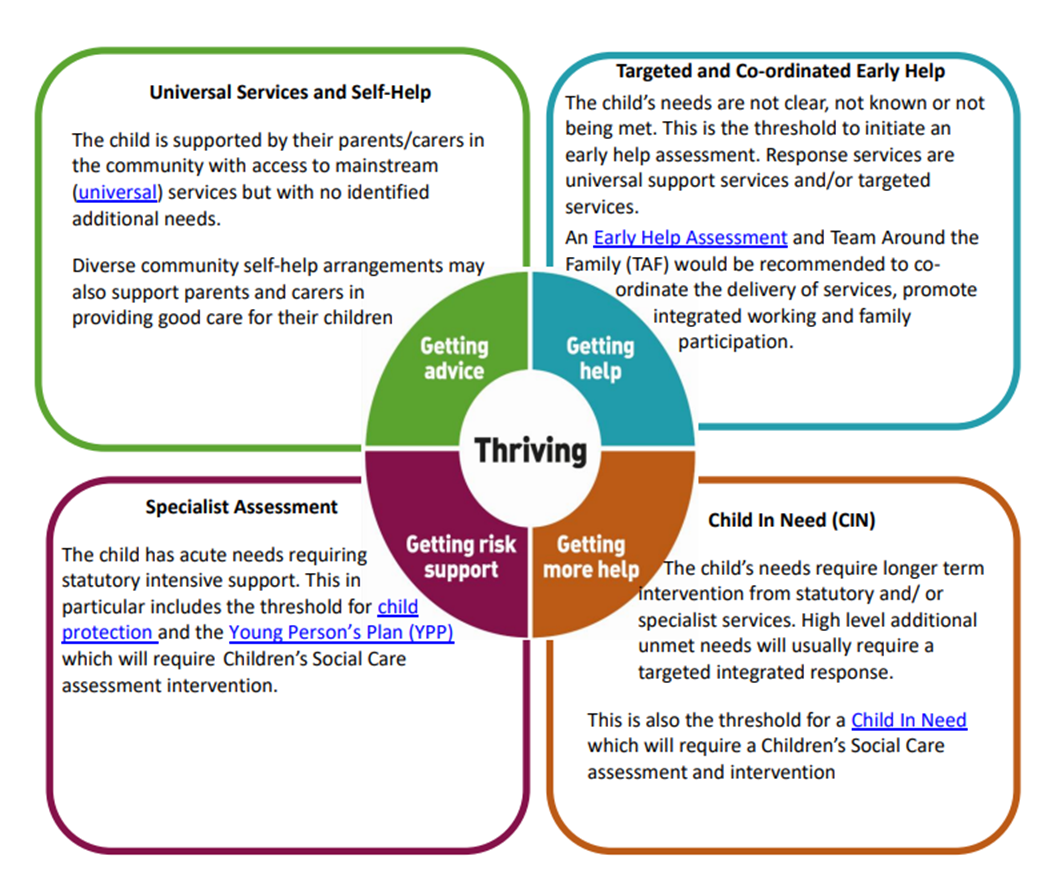 Universal Services and Self-Help
The child is supported by their parents/carers in
the community with access to mainstream
(universal) services but with no identified
additional needs.
Diverse community self-help arrangements may
also support parents and carers in
providing good care for their children
Targeted and Co-ordinated Early Help
The child’s needs are not clear, not known or not
being met. This is the threshold to initiate an
early help assessment. Response services are
universal support services and/or targeted
services.
An Early Help Assessment and Team Around the
Family (TAF) would be recommended to co-
ordinate the delivery of services, promote
integrated working and family
participation.
Getting
advice
Getting
help
Thriving
Getting risk
support
Getting
more help
Specialist Assessment
The child has acute needs requiring
statutory intensive support. This in
particular includes the threshold for child
protection and the Young Person’s Plan (YPP)
which will require Children’s Social Care
assessment intervention.
Child In Need (CIN)
The child’s needs require longer term
intervention from statutory and/ or
specialist services. High level additional
unmet needs will usually require a
targeted integrated response.
This is also the threshold for a Child In Need
which will require a Children’s Social Care
assessment and intervention